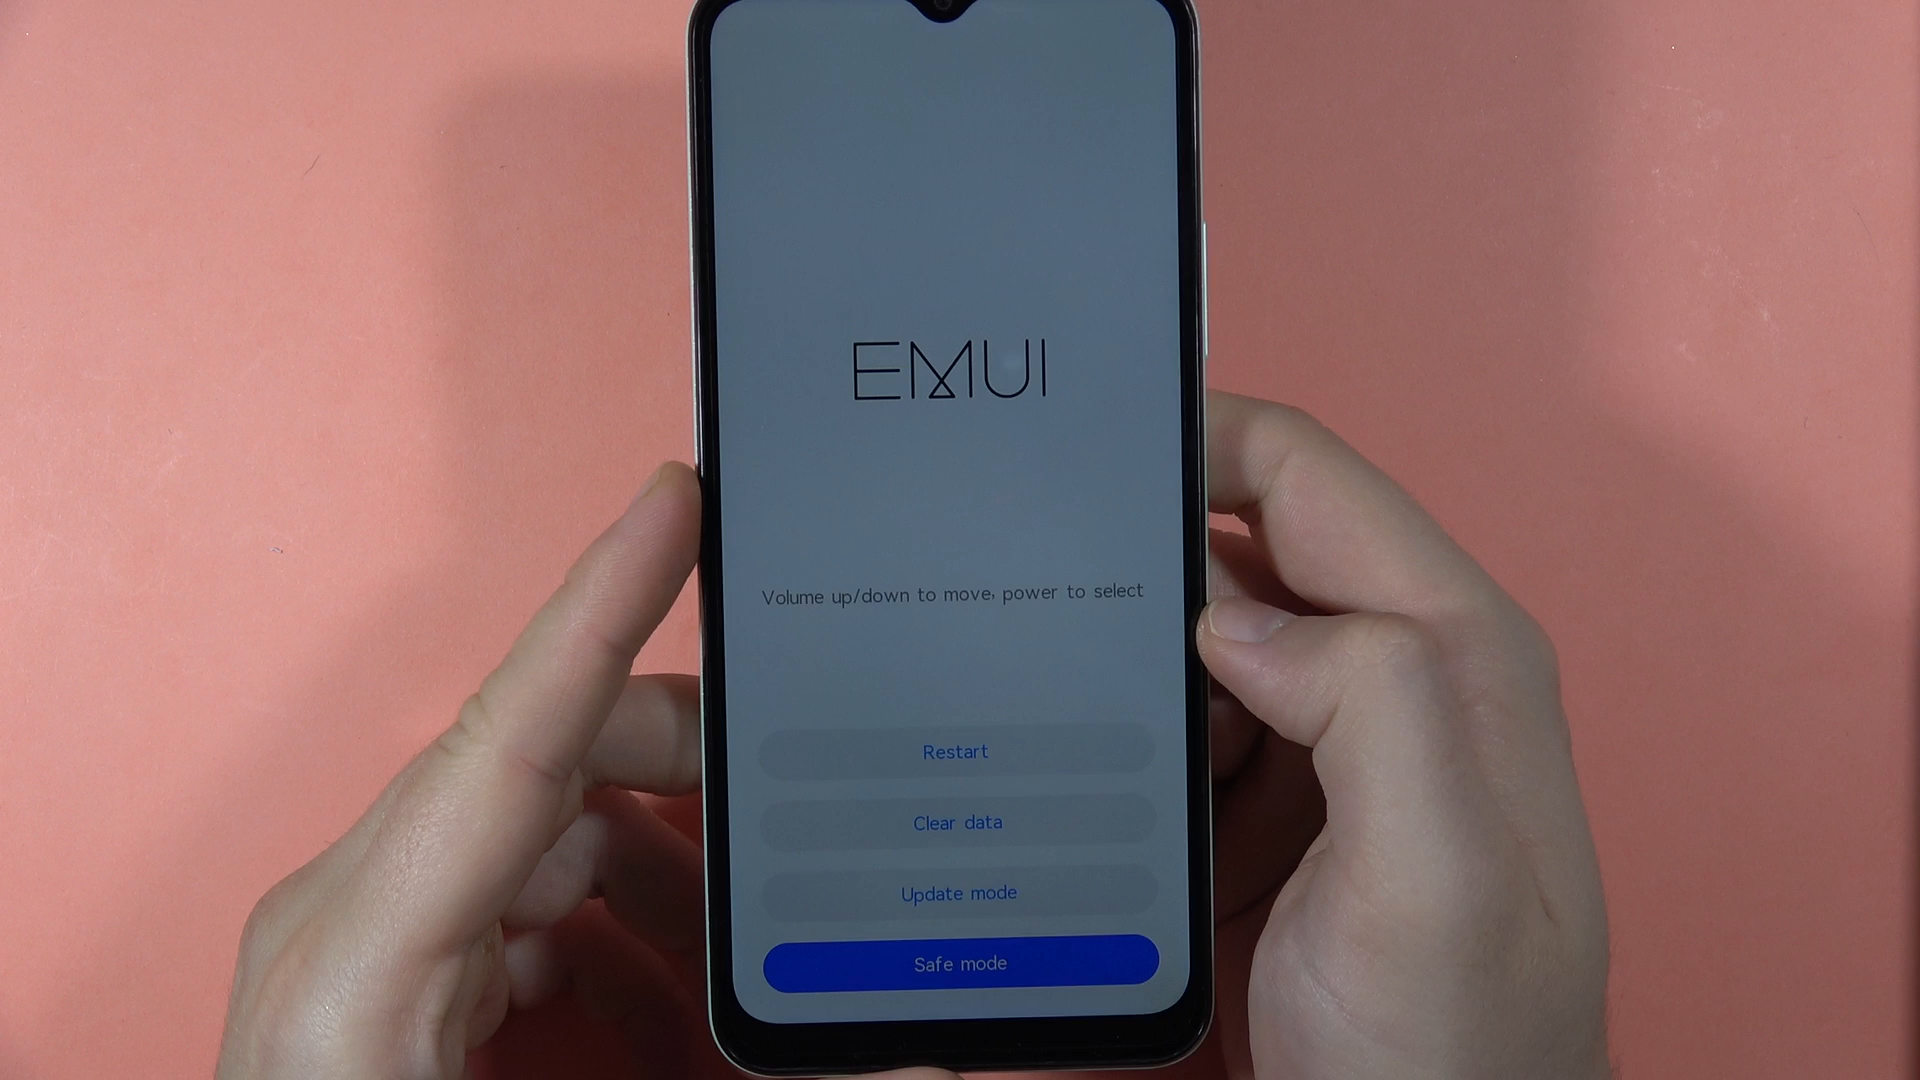 EMUI
Volume up/down to move, power to select
Restart
Clear data
Update mode
Safe mode